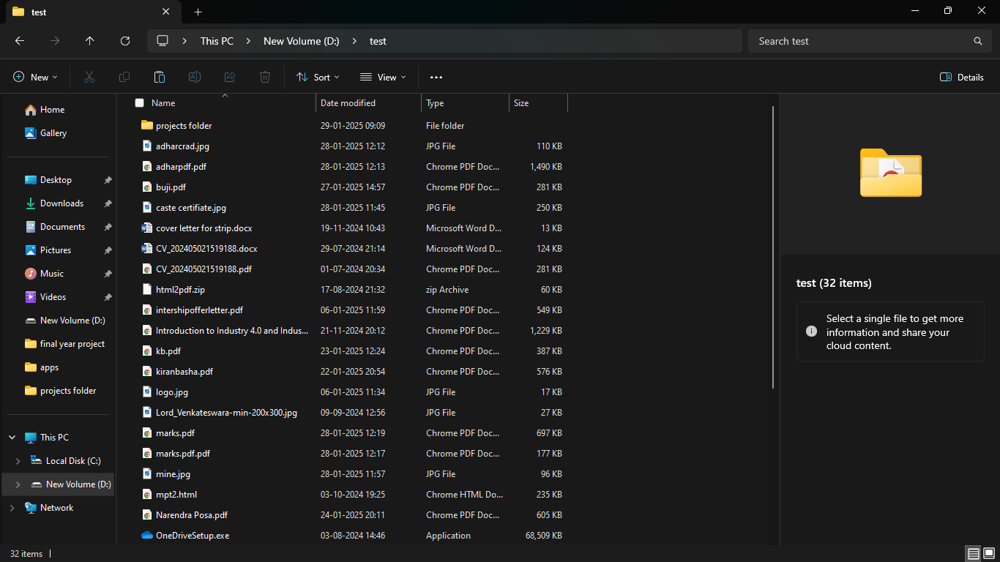 test
This PC > New Volume (D:) > test
Search test
New
Sort
View
Details
Home
Gallery
Desktop
Downloads
Documents
Pictures
Music
Videos
New Volume (D:)
final year project
apps
projects folder
This PC
Local Disk (C:)
New Volume (D:)
Network
Name Date modified Type Size
projects folder 29-01-2025 09:09 File folder
adharcrad.jpg 28-01-2025 12:12 JPG File 110 KB
adharpdf.pdf 28-01-2025 12:13 Chrome PDF Doc... 1,490 KB
buji.pdf 27-01-2025 14:57 Chrome PDF Doc... 281 KB
caste certifiate.jpg 28-01-2025 11:45 JPG File 250 KB
cover letter for strip.docx 19-11-2024 10:43 Microsoft Word D... 13 KB
CV_202405021519188.docx 29-07-2024 21:14 Microsoft Word D... 124 KB
CV_202405021519188.pdf 01-07-2024 20:34 Chrome PDF Doc... 281 KB
html2pdf.zip 17-08-2024 21:32 zip Archive 60 KB
intershipofferletter.pdf 06-01-2025 11:59 Chrome PDF Doc... 549 KB
Introduction to Industry 4.0 and Indus... 21-11-2024 20:12 Chrome PDF Doc... 1,229 KB
kb.pdf 23-01-2025 12:24 Chrome PDF Doc... 387 KB
kiranbasha.pdf 22-01-2025 20:54 Chrome PDF Doc... 576 KB
logo.jpg 06-01-2025 11:34 JPG File 17 KB
Lord_Venkateswara-min-200x300.jpg 09-09-2024 12:56 JPG File 27 KB
marks.pdf 28-01-2025 12:19 Chrome PDF Doc... 697 KB
marks.pdf.pdf 28-01-2025 12:17 Chrome PDF Doc... 177 KB
mine.jpg 28-01-2025 11:57 JPG File 96 KB
mpt2.html 03-10-2024 19:25 Chrome HTML Do... 235 KB
Narendra Posa.pdf 24-01-2025 20:11 Chrome PDF Doc... 605 KB
OneDriveSetup.exe 03-08-2024 14:46 Application 68,509 KB
test (32 items)
Select a single file to get more
information and share your
cloud content.
32 items